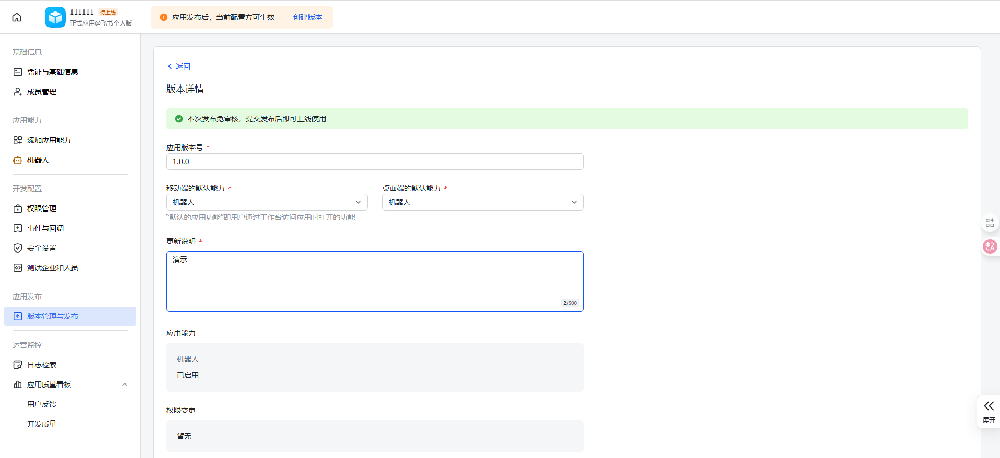 111111 待上线
正式应用@飞书个人版
应用发布后，当前配置方可生效 创建版本
基础信息
凭证与基础信息
成员管理
应用能力
添加应用能力
机器人
开发配置
权限管理
事件与回调
安全设置
测试企业和人员
应用发布
版本管理与发布
运营监控
日志检索
应用质量看板
用户反馈
开发质量
返回
版本详情
本次发布免审核，提交发布后即可上线使用
应用版本号 *
1.0.0
移动端的默认能力 * 桌面端的默认能力 *
机器人 机器人
“默认的应用功能”即用户通过工作台访问应用时打开的功能
更新说明 *
演示
2/500
应用能力
机器人
已启用
权限变更
暂无
中A
展开